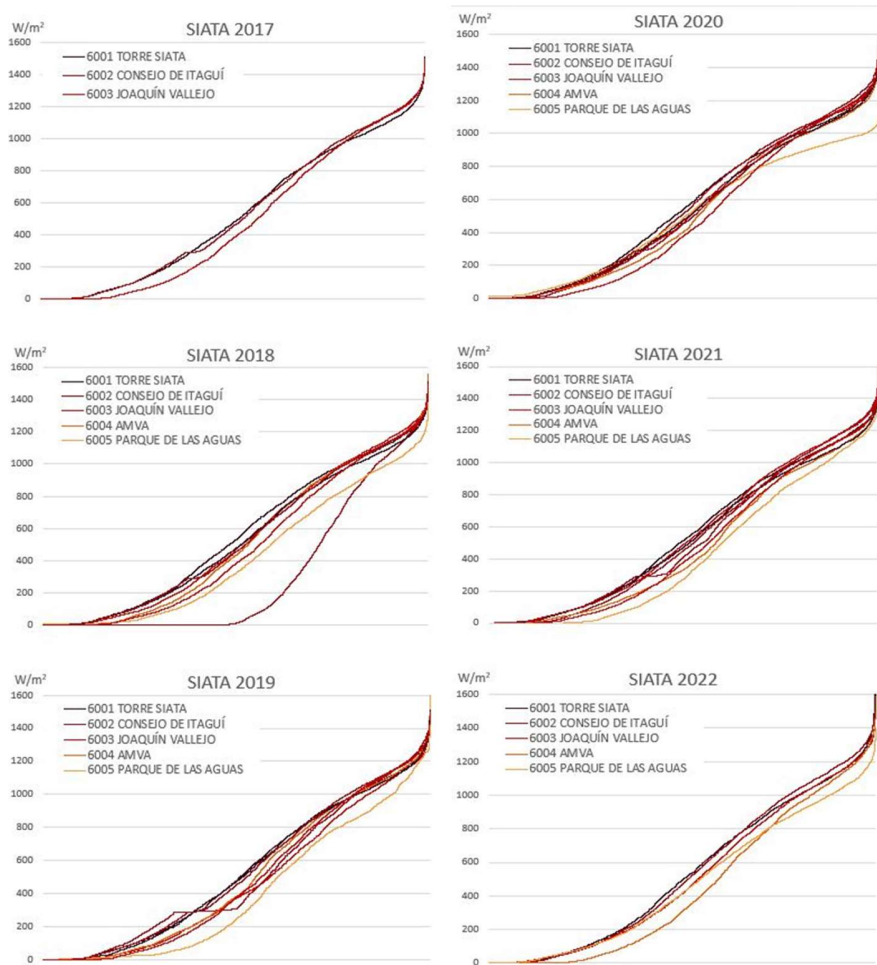 W/m²
SIATA 2017
1600
6001 TORRE SIATA
1400
6002 CONSEJO DE ITAGUÍ
1200
6003 JOAQUÍN VALLEJO
1000
800
600
400
200
0
W/m²
SIATA 2018
1600
6001 TORRE SIATA
1400
6002 CONSEJO DE ITAGUÍ
6003 JOAQUÍN VALLEJO
1200
6004 AMVA
6005 PARQUE DE LAS AGUAS
1000
800
600
400
200
0
W/m²
SIATA 2019
1600
6001 TORRE SIATA
1400
6002 CONSEJO DE ITAGUÍ
6003 JOAQUÍN VALLEJO
1200
6004 AMVA
6005 PARQUE DE LAS AGUAS
1000
800
600
400
200
0
W/m²
SIATA 2020
1600
6001 TORRE SIATA
1400
6002 CONSEJO DE ITAGUÍ
6003 JOAQUÍN VALLEJO
1200
6004 AMVA
6005 PARQUE DE LAS AGUAS
1000
800
600
400
200
0
W/m²
SIATA 2021
1600
6001 TORRE SIATA
1400
6002 CONSEJO DE ITAGUÍ
6003 JOAQUÍN VALLEJO
1200
6004 AMVA
6005 PARQUE DE LAS AGUAS
1000
800
600
400
200
0
W/m²
SIATA 2022
1600
6001 TORRE SIATA
1400
6002 CONSEJO DE ITAGUÍ
6003 JOAQUÍN VALLEJO
1200
6004 AMVA
6005 PARQUE DE LAS AGUAS
1000
800
600
400
200
0